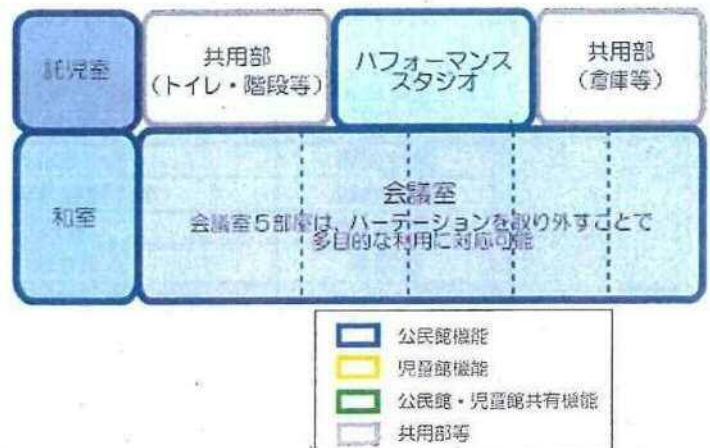 託児室
共用部
(トイレ・階段等)
パフォーマンス
スタジオ
共用部
(倉庫等)
和室
会議室
会議室5部屋は、パーテーションを取り外すことで
多目的な利用に対応可能
公民館機能
児童館機能
公民館・児童館共有機能
共用部等